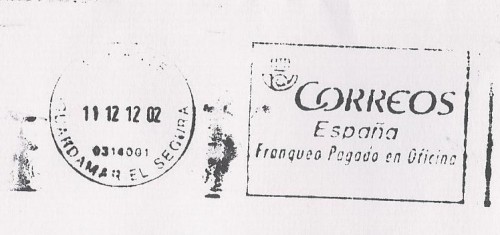 11 12 12 02
0314001
GUARDAMAR EL SEGURA
CORREOS
España
Franqueo Pagado en Oficina